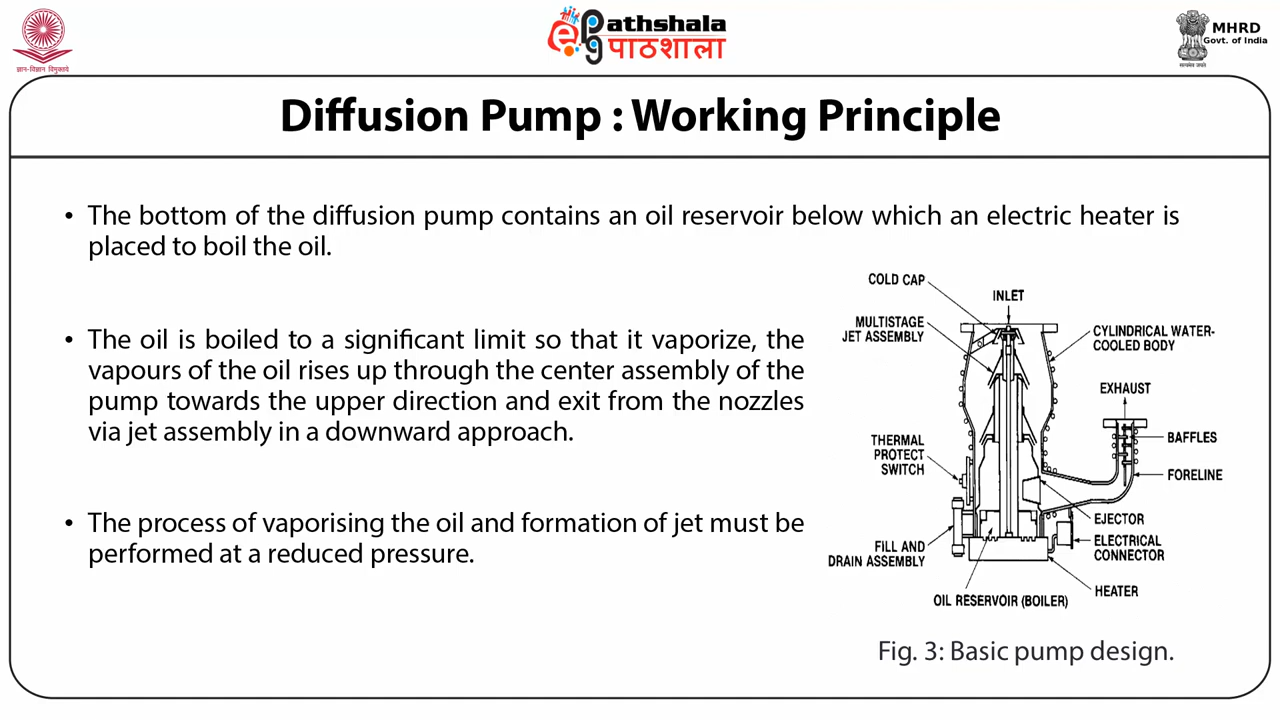 ज्ञान-विज्ञान विमुक्तये
epg
athshala
पाठशाला
MHRD
Govt. of India
सत्यमेव जयते
Diffusion Pump : Working Principle
• The bottom of the diffusion pump contains an oil reservoir below which an electric heater is
placed to boil the oil.
• The oil is boiled to a significant limit so that it vaporize, the
vapours of the oil rises up through the center assembly of the
pump towards the upper direction and exit from the nozzles
via jet assembly in a downward approach.
• The process of vaporising the oil and formation of jet must be
performed at a reduced pressure.
COLD CAP
INLET
MULTISTAGE
JET ASSEMBLY
CYLINDRICAL WATER-
COOLED BODY
EXHAUST
THERMAL
PROTECT
SWITCH
BAFFLES
FORELINE
EJECTOR
FILL AND
DRAIN ASSEMBLY
ELECTRICAL
CONNECTOR
HEATER
OIL RESERVOIR (BOILER)
Fig. 3: Basic pump design.